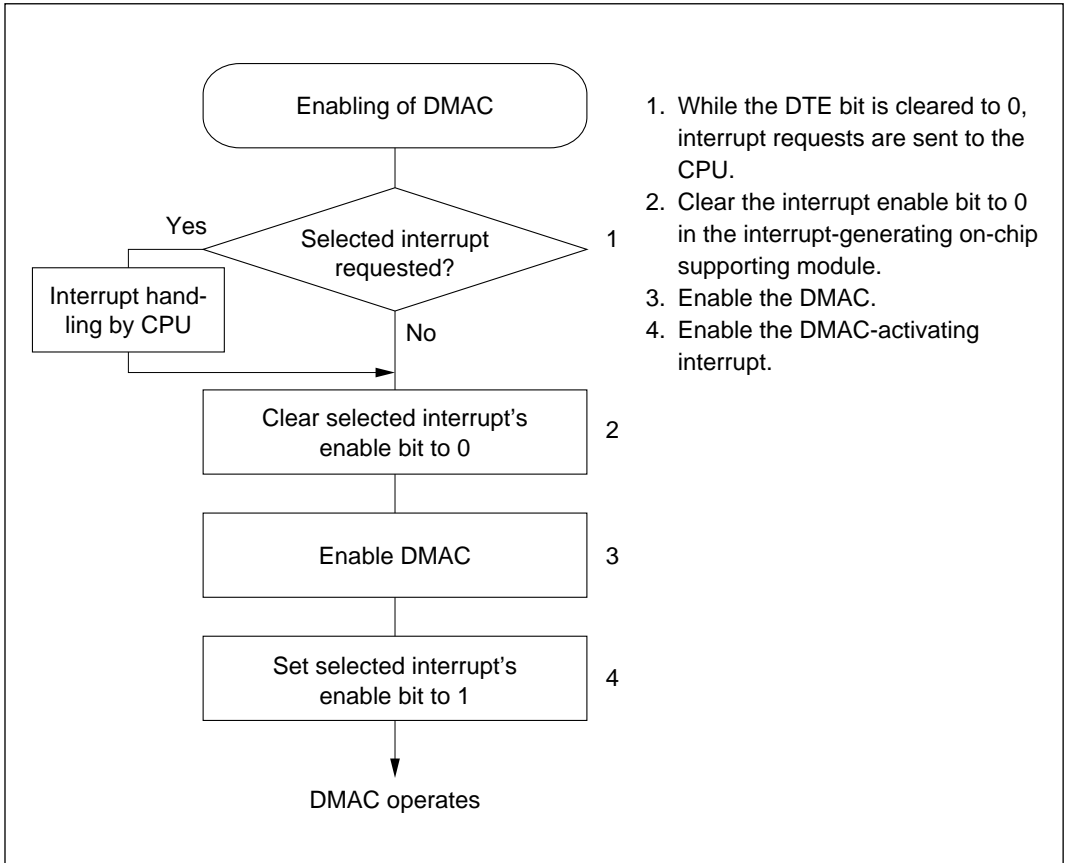 Enabling of DMAC
Selected interrupt
requested?
1
Yes
No
Interrupt hand-
ling by CPU
Clear selected interrupt's
enable bit to 0
2
Enable DMAC
3
Set selected interrupt's
enable bit to 1
4
DMAC operates
1. While the DTE bit is cleared to 0,
interrupt requests are sent to the
CPU.
2. Clear the interrupt enable bit to 0
in the interrupt-generating on-chip
supporting module.
3. Enable the DMAC.
4. Enable the DMAC-activating
interrupt.